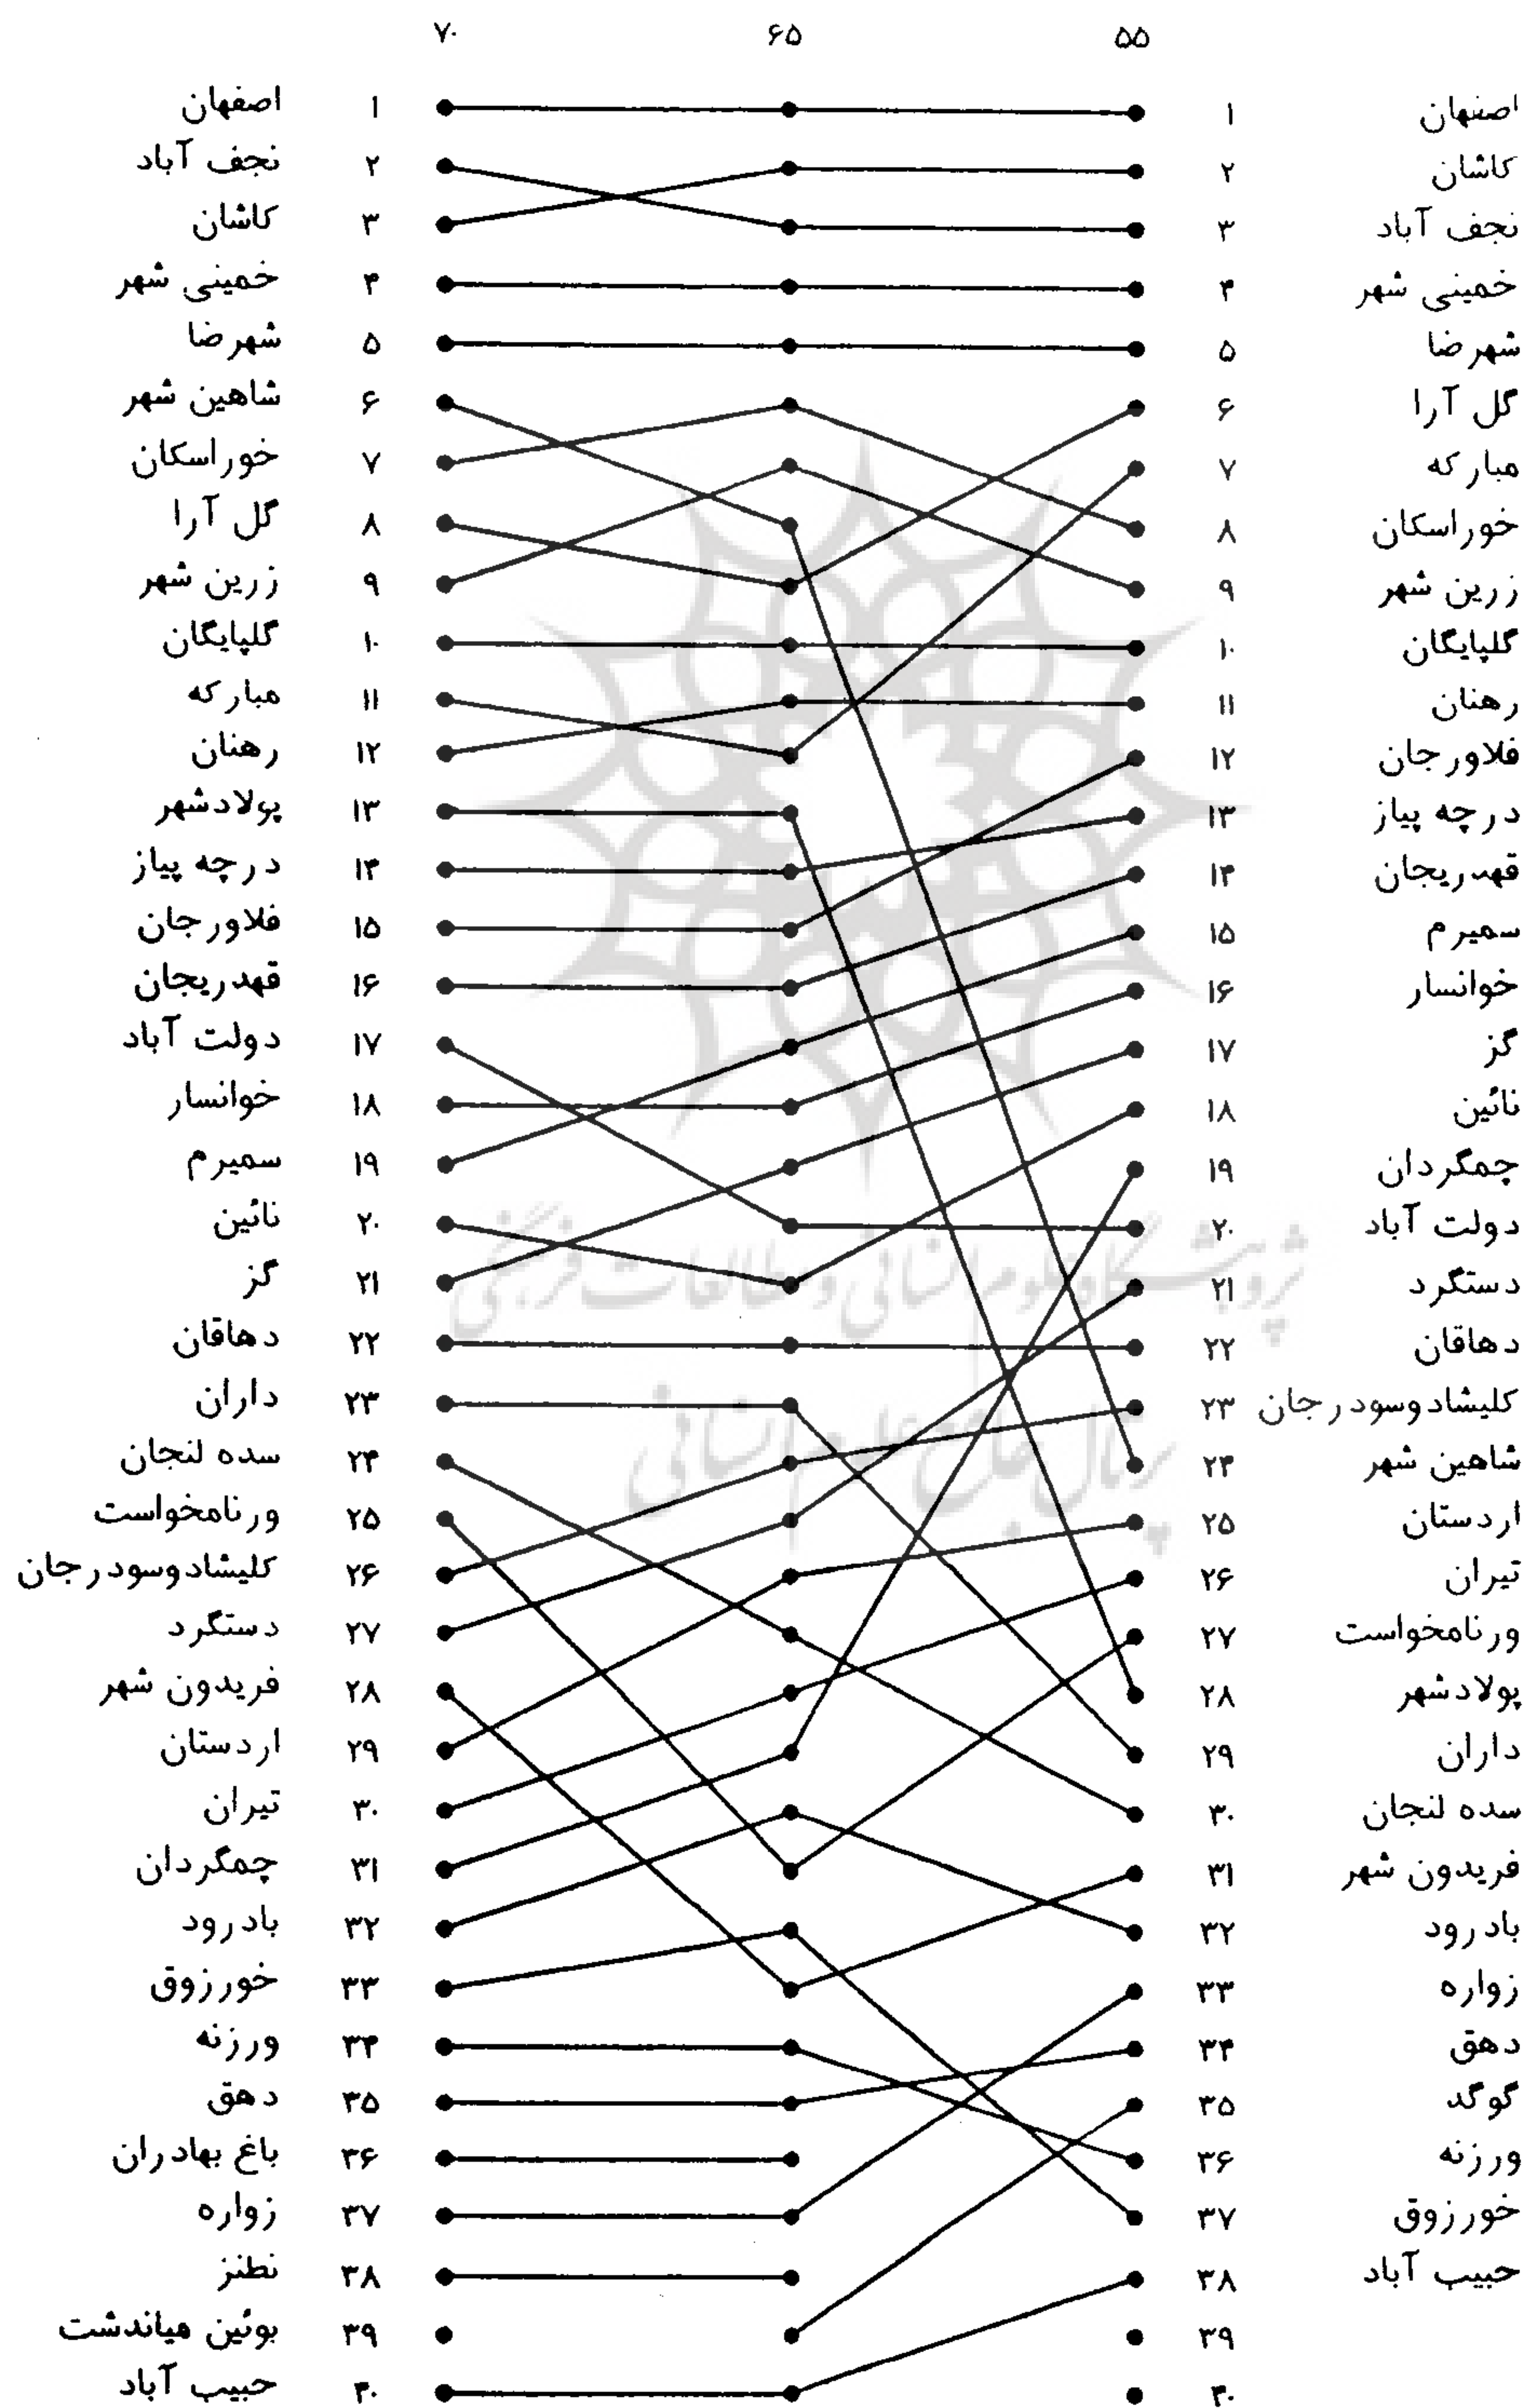 ۵۵ ۶۵ ۷۰
اصفهان ۱ ۱ اصفهان
کاشان ۲ ۲ نجف آباد
نجف آباد ۳ ۳ کاشان
خمینی شهر ۴ ۴ خمینی شهر
شهرضا ۵ ۵ شهرضا
گل آرا ۶ ۶ شاهین شهر
مبارکه ۷ ۷ خوراسکان
خوراسکان ۸ ۸ گل آرا
زرین شهر ۹ ۹ زرین شهر
گلپایگان ۱۰ ۱۰ گلپایگان
رهنان ۱۱ ۱۱ مبارکه
فلاورجان ۱۲ ۱۲ رهنان
درچه پیاز ۱۳ ۱۳ پولادشهر
قهدریجان ۱۴ ۱۴ درچه پیاز
سمیرم ۱۵ ۱۵ فلاورجان
خوانسار ۱۶ ۱۶ قهدریجان
گز ۱۷ ۱۷ دولت آباد
نائین ۱۸ ۱۸ خوانسار
چمگردان ۱۹ ۱۹ سمیرم
دولت آباد ۲۰ ۲۰ نائین
دستگرد ۲۱ ۲۱ گز
دهاقان ۲۲ ۲۲ دهاقان
کلیشادوسودرجان ۲۳ ۲۳ داران
شاهین شهر ۲۴ ۲۴ سده لنجان
اردستان ۲۵ ۲۵ ورنامخواست
تیران ۲۶ ۲۶ کلیشادوسودرجان
ورنامخواست ۲۷ ۲۷ دستگرد
پولادشهر ۲۸ ۲۸ فریدون شهر
داران ۲۹ ۲۹ اردستان
سده لنجان ۳۰ ۳۰ تیران
فریدون شهر ۳۱ ۳۱ چمگردان
بادرود ۳۲ ۳۲ بادرود
زواره ۳۳ ۳۳ خورزوق
دهق ۳۴ ۳۴ ورزنه
گوگد ۳۵ ۳۵ دهق
ورزنه ۳۶ ۳۶ باغ بهادران
خورزوق ۳۷ ۳۷ زواره
حبیب آباد ۳۸ ۳۸ نطنز
۳۹ ۳۹ بوئین میاندشت
۴۰ ۴۰ حبیب آباد
پژوهشگاه علوم انسانی و مطالعات فرهنگی
پرتال جامع علوم انسانی